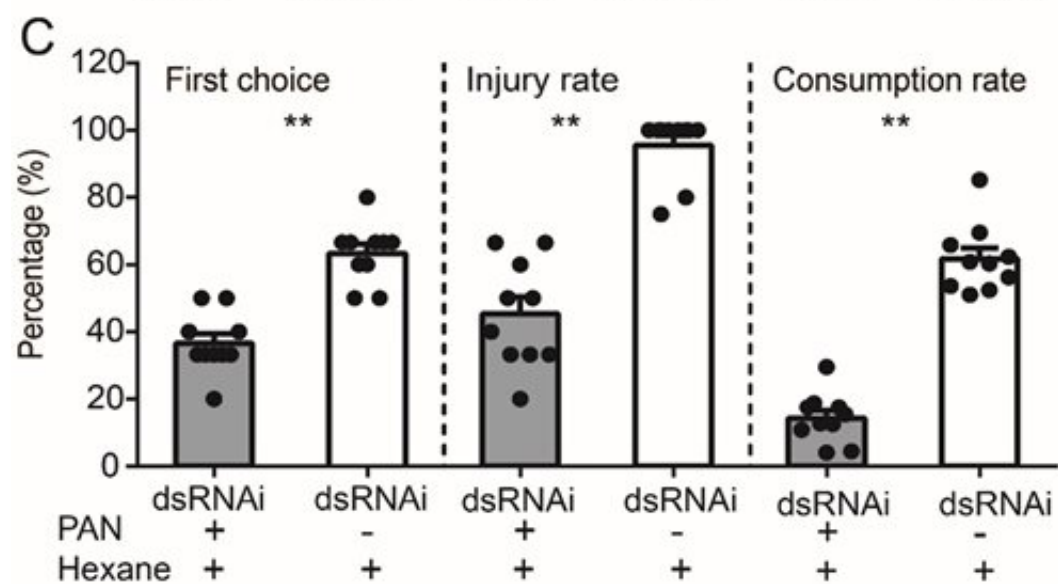 C
Percentage (%)
120
100
80
60
40
20
0
First choice
**
Injury rate
**
Consumption rate
**
dsRNAi dsRNAi dsRNAi dsRNAi dsRNAi dsRNAi
PAN + - + - + -
Hexane + + + + + +